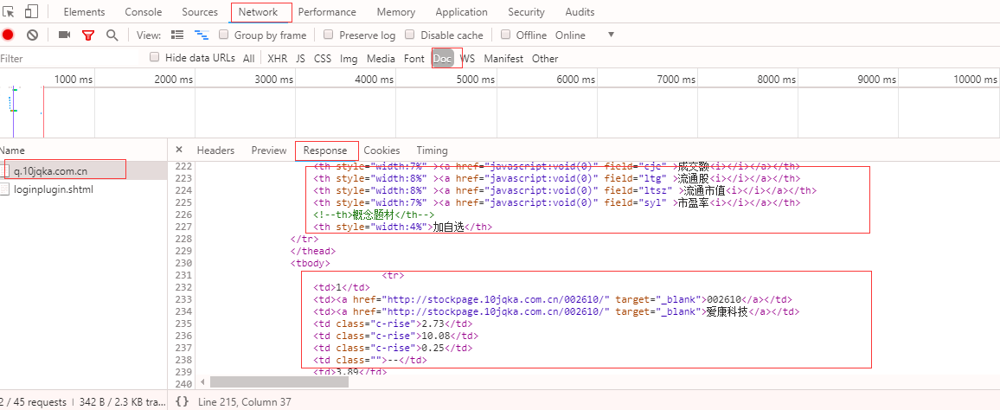 Elements Console Sources Network Performance Memory Application Security Audits
View: Group by frame Preserve log Disable cache Offline Online
Filter Hide data URLs All XHR JS CSS Img Media Font Doc WS Manifest Other
1000 ms 2000 ms 3000 ms 4000 ms 5000 ms 6000 ms 7000 ms 8000 ms 9000 ms 10000 ms
Name × Headers Preview Response Cookies Timing
q.10jqka.com.cn
loginplugin.shtml
222 <th style="width:7%" ><a href="javascript:void(0)" field="cje" >成交额<i></i></a></th>
223 <th style="width:8%" ><a href="javascript:void(0)" field="ltg" >流通股<i></i></a></th>
224 <th style="width:8%" ><a href="javascript:void(0)" field="ltsz" >流通市值<i></i></a></th>
225 <th style="width:7%" ><a href="javascript:void(0)" field="syl" >市盈率<i></i></a></th>
226 <!--th>概念题材</th-->
227 <th style="width:4%">加自选</th>
228 </tr>
229 </thead>
230 <tbody>
231 <tr>
232 <td>1</td>
233 <td><a href="http://stockpage.10jqka.com.cn/002610/" target="_blank">002610</a></td>
234 <td><a href="http://stockpage.10jqka.com.cn/002610/" target="_blank">爱康科技</a></td>
235 <td class="c-rise">2.73</td>
236 <td class="c-rise">10.08</td>
237 <td class="c-rise">0.25</td>
238 <td class="">--</td>
239 <td>3.89</td>
240
2 / 45 requests | 342 B / 2.3 KB tra... {} Line 215, Column 37